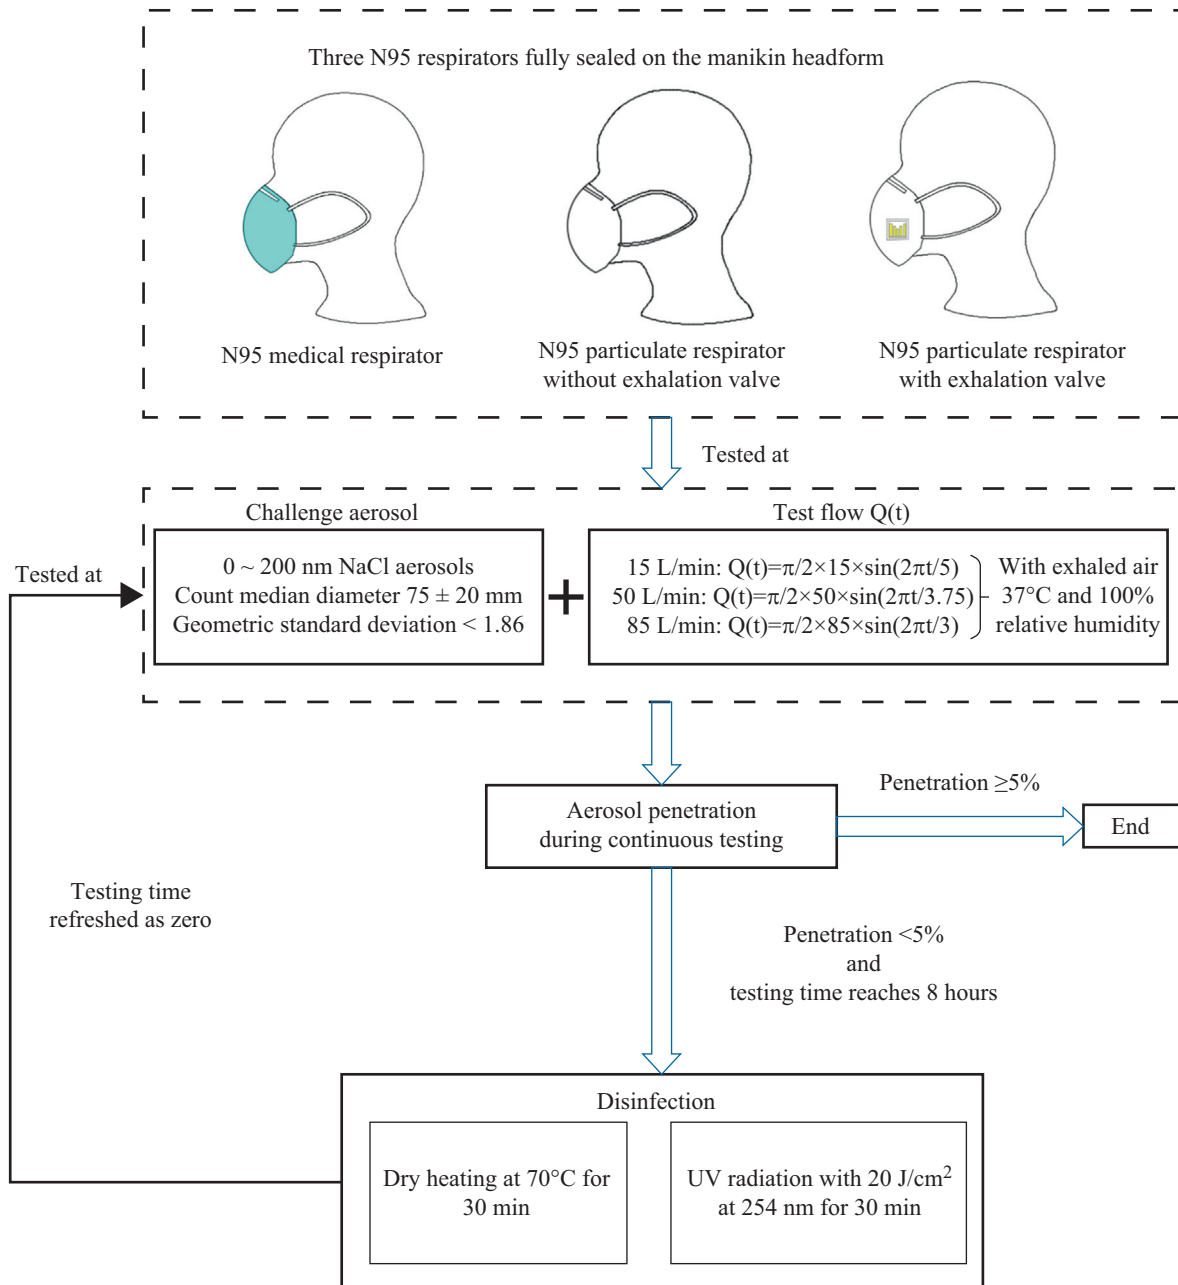 Three N95 respirators fully sealed on the manikin headform
N95 medical respirator
N95 particulate respirator
without exhalation valve
N95 particulate respirator
with exhalation valve
Tested at
Challenge aerosol
Test flow Q(t)
Tested at
0 ~ 200 nm NaCl aerosols
Count median diameter 75 ± 20 mm
Geometric standard deviation < 1.86
+
15 L/min: Q(t)=π/2×15×sin(2πt/5)
50 L/min: Q(t)=π/2×50×sin(2πt/3.75)
85 L/min: Q(t)=π/2×85×sin(2πt/3)
With exhaled air
37°C and 100%
relative humidity
Aerosol penetration
during continuous testing
Penetration ≥5%
End
Testing time
refreshed as zero
Penetration <5%
and
testing time reaches 8 hours
Disinfection
Dry heating at 70°C for
30 min
UV radiation with 20 J/cm²
at 254 nm for 30 min